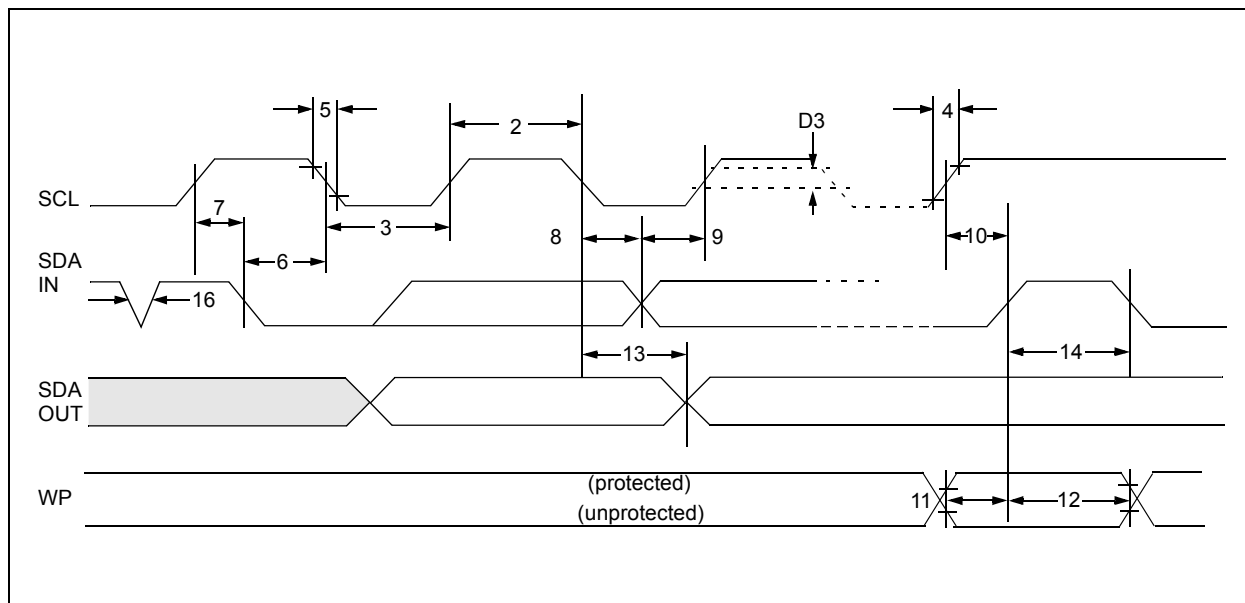 5
2
D3
4
SCL
7
3
8
9
10
SDA
IN
6
16
13
14
SDA
OUT
WP
(protected)
(unprotected)
11
12